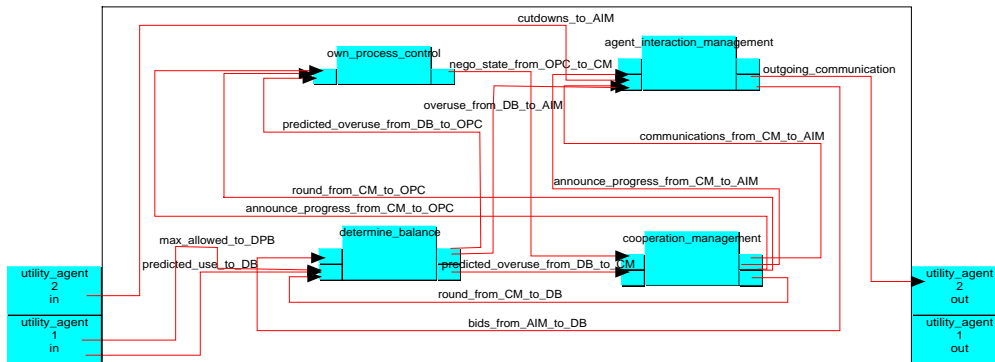 cutdowns_to_AIM
own_process_control
agent_interaction_management
nego_state_from_OPC_to_CM
outgoing_communication
overuse_from_DB_to_AIM
predicted_overuse_from_DB_to_OPC
communications_from_CM_to_AIM
announce_progress_from_CM_to_AIM
round_from_CM_to_OPC
announce_progress_from_CM_to_OPC
determine_balance
cooperation_management
max_allowed_to_DPB
predicted_use_to_DB
predicted_overuse_from_DB_to_CM
utility_agent
2
in
utility_agent
2
out
round_from_CM_to_DB
bids_from_AIM_to_DB
utility_agent
1
in
utility_agent
1
out